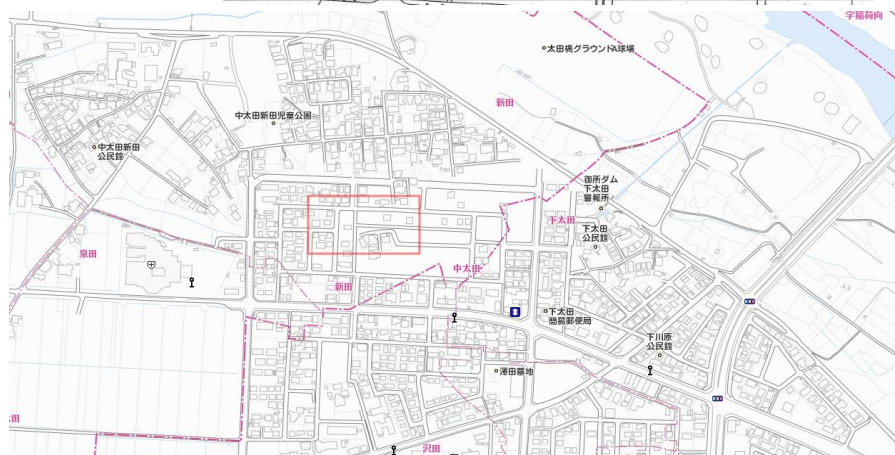 字稲荷向
太田橋グラウンドA球場
新田
中太田新田児童公園
中太田新田
公民館
御所ダム
下太田
警報所
下太田
下太田
公民館
泉田
中太田
新田
下太田
簡易郵便局
下川原
公民館
澤田墓地
沢田